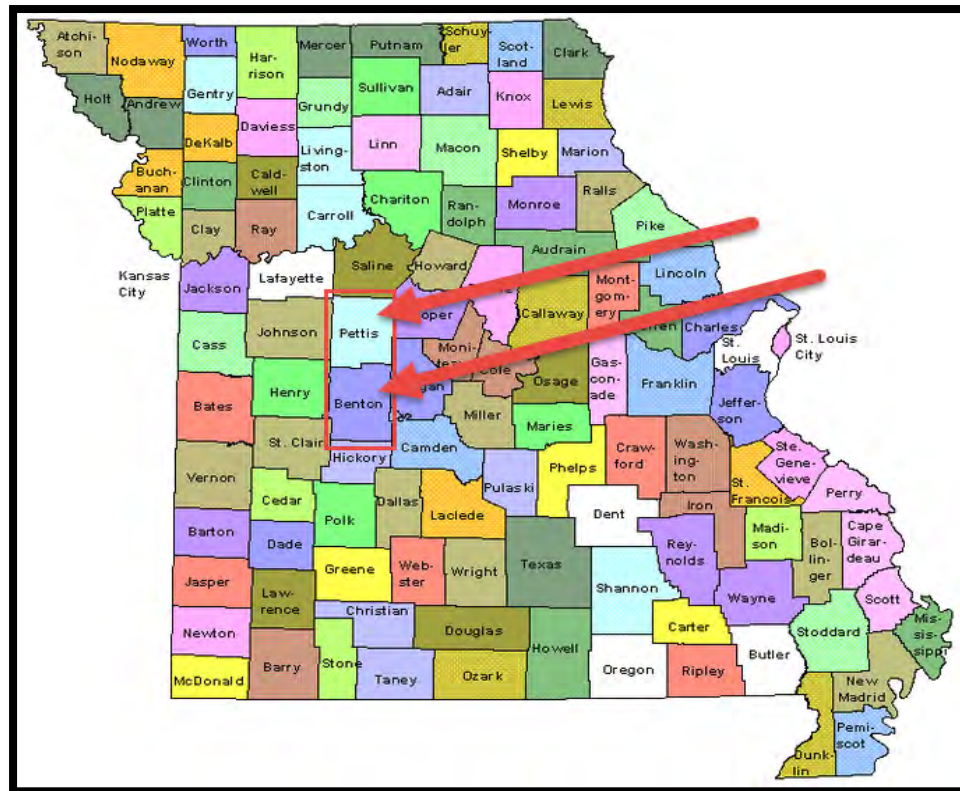 Atchi-
son
Nodaway
Worth
Har-
rison
Mercer
Putnam
Schuy-
ler
Scot-
land
Clark
Holt
Andrew
Gentry
Daviess
Grundy
Sullivan
Adair
Knox
Lewis
DeKalb
Living-
ston
Linn
Macon
Shelby
Marion
Buch-
anan
Clinton
Cald-
well
Carroll
Chariton
Ran-
dolph
Monroe
Ralls
Platte
Clay
Ray
Pike
Audrain
Kansas
City
Jackson
Lafayette
Saline
Howard
Callaway
Mont-
gom-
ery
Lincoln
Cass
Johnson
Pettis
oper
Moni-
Cole
Osage
Gas-
con-
ade
Franklin
Charles
St.
Louis
St. Louis
City
Bates
Henry
Benton
gan
Miller
Maries
Jeffer-
son
Vernon
St. Clair
Hickory
Camden
Pulaski
Phelps
Craw-
ford
Wash-
ing-
ton
St.
Francois
Ste.
Gene-
vieve
Perry
Cedar
Polk
Dallas
Laclede
Dent
Iron
Madi-
son
Bol-
lin-
ger
Cape
Girar-
deau
Barton
Dade
Greene
Web-
ster
Wright
Texas
Shannon
Rey-
nolds
Wayne
Scott
Jasper
Law-
rence
Christian
Douglas
Howell
Carter
Butler
Stoddard
Mis-
sis-
sippi
Newton
McDonald
Barry
Stone
Taney
Ozark
Oregon
Ripley
New
Madrid
Pemi-
scot
Dunk-
lin